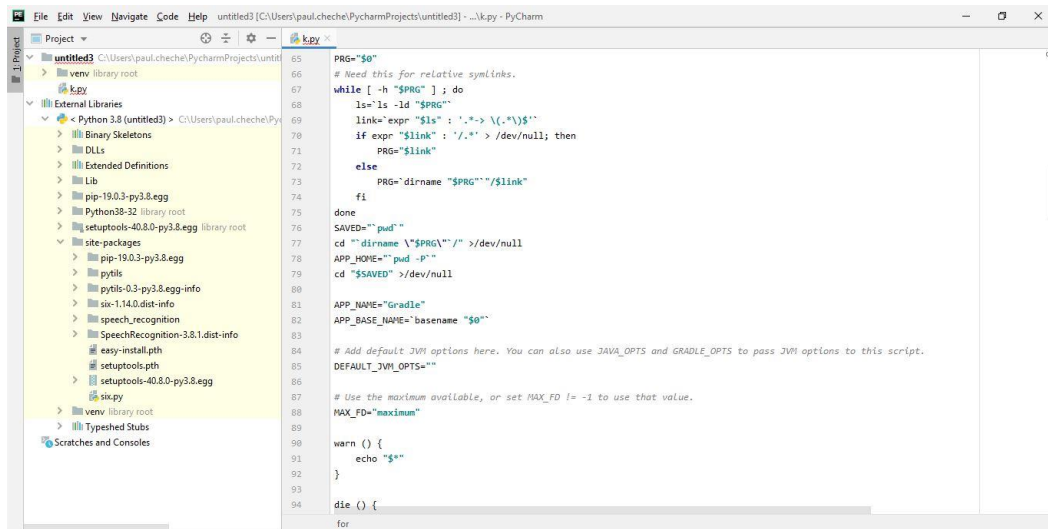 PE File Edit View Navigate Code Help untitled3 [C:\Users\paul.cheche\PycharmProjects\untitled3] - ...\k.py - PyCharm
1: Project
Project
untitled3 C:\Users\paul.cheche\PycharmProjects\untitl
venv library root
k.py
External Libraries
< Python 3.8 (untitled3) > C:\Users\paul.cheche\Pyc
Binary Skeletons
DLLs
Extended Definitions
Lib
pip-19.0.3-py3.8.egg
Python38-32 library root
setuptools-40.8.0-py3.8.egg library root
site-packages
pip-19.0.3-py3.8.egg
pytils
pytils-0.3-py3.8.egg-info
six-1.14.0.dist-info
speech_recognition
SpeechRecognition-3.8.1.dist-info
easy-install.pth
setuptools.pth
setuptools-40.8.0-py3.8.egg
six.py
venv library root
Typeshed Stubs
Scratches and Consoles
k.py
65 PRG="$0"
66 # Need this for relative symlinks.
67 while [ -h "$PRG" ] ; do
68 ls=`ls -ld "$PRG"`
69 link=`expr "$ls" : '.*-> \(.*\)$'`
70 if expr "$link" : '/.*' > /dev/null; then
71 PRG="$link"
72 else
73 PRG=`dirname "$PRG"`"/$link"
74 fi
75 done
76 SAVED="`pwd`"
77 cd "`dirname \"$PRG\"`/" >/dev/null
78 APP_HOME="`pwd -P`"
79 cd "$SAVED" >/dev/null
80
81 APP_NAME="Gradle"
82 APP_BASE_NAME=`basename "$0"`
83
84 # Add default JVM options here. You can also use JAVA_OPTS and GRADLE_OPTS to pass JVM options to this script.
85 DEFAULT_JVM_OPTS=""
86
87 # Use the maximum available, or set MAX_FD != -1 to use that value.
88 MAX_FD="maximum"
89
90 warn () {
91 echo "$*"
92 }
93
94 die () {
for